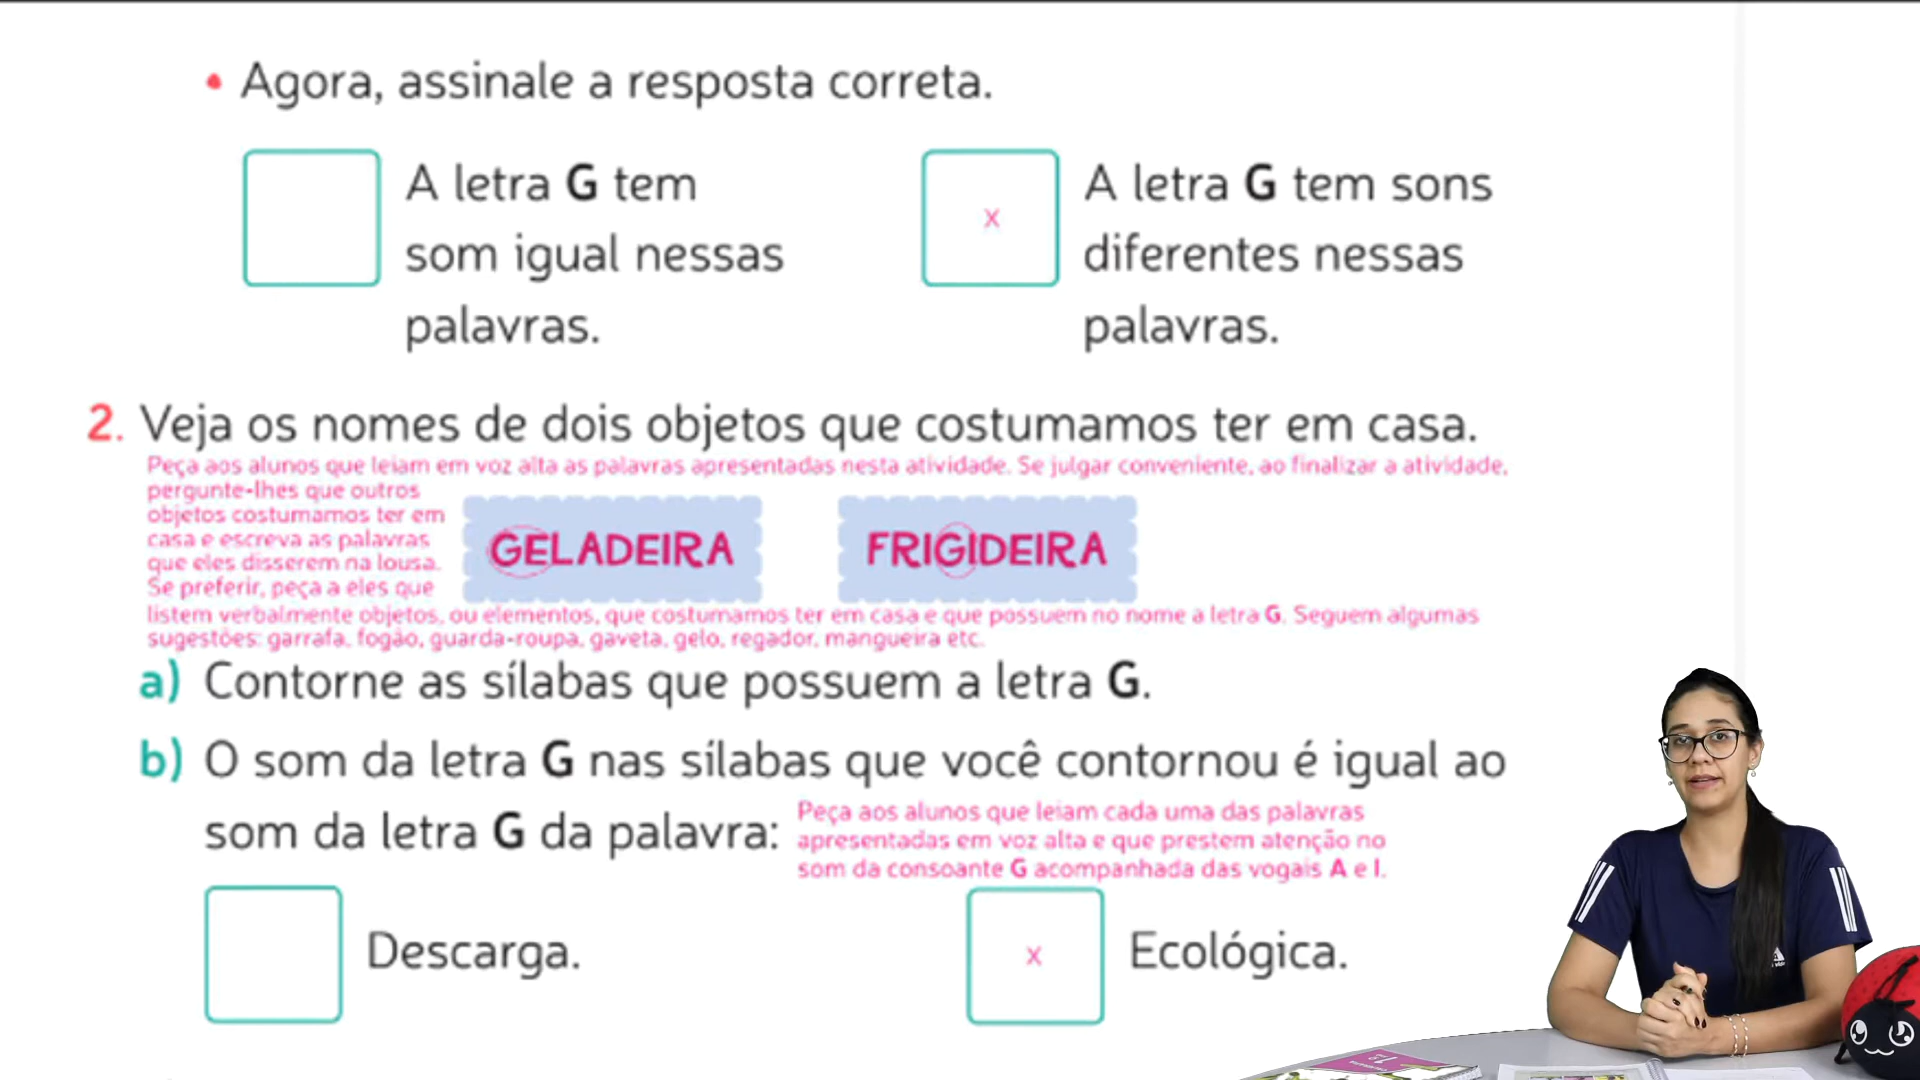 • Agora, assinale a resposta correta.
A letra G tem
som igual nessas
palavras.
x
A letra G tem sons
diferentes nessas
palavras.
2. Veja os nomes de dois objetos que costumamos ter em casa.
Peça aos alunos que leiam em voz alta as palavras apresentadas nesta atividade. Se julgar conveniente, ao finalizar a atividade,
pergunte-lhes que outros
objetos costumamos ter em
casa e escreva as palavras
que eles disserem na lousa.
Se preferir, peça a eles que
GELADEIRA
FRIGIDEIRA
listem verbalmente objetos, ou elementos, que costumamos ter em casa e que possuem no nome a letra G. Seguem algumas
sugestões: garrafa, fogão, guarda-roupa, gaveta, gelo, regador, mangueira etc.
a) Contorne as sílabas que possuem a letra G.
b) O som da letra G nas sílabas que você contornou é igual ao
som da letra G da palavra:
Peça aos alunos que leiam cada uma das palavras
apresentadas em voz alta e que prestem atenção no
som da consoante G acompanhada das vogais A e I.
Descarga.
x
Ecológica.